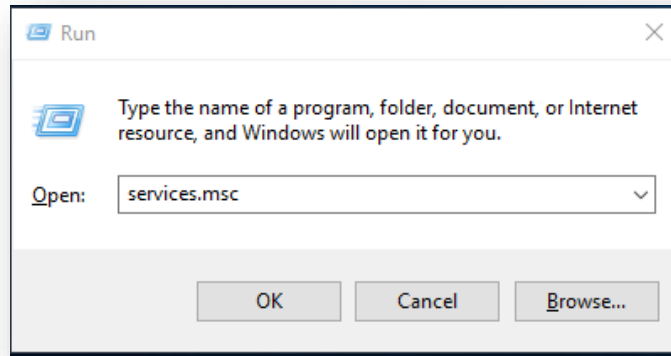 Run
Type the name of a program, folder, document, or Internet
resource, and Windows will open it for you.
Open: services.msc
OK Cancel Browse...